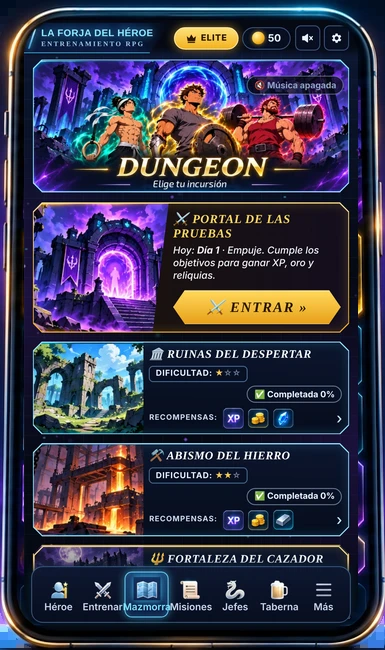 LA FORJA DEL HÉROE
ENTRENAMIENTO RPG
ELITE
50
Música apagada
DUNGEON
Elige tu incursión
PORTAL DE LAS
PRUEBAS
Hoy: Día 1 · Empuje. Cumple los
objetivos para ganar XP, oro y
reliquias.
ENTRAR »
RUINAS DEL DESPERTAR
DIFICULTAD: ★☆☆
✅ Completada 0%
RECOMPENSAS: XP
ABISMO DEL HIERRO
DIFICULTAD: ★★☆
✅ Completada 0%
RECOMPENSAS: XP
FORTALEZA DEL CAZADOR
Héroe Entrenar Mazmorra Misiones Jefes Taberna Más